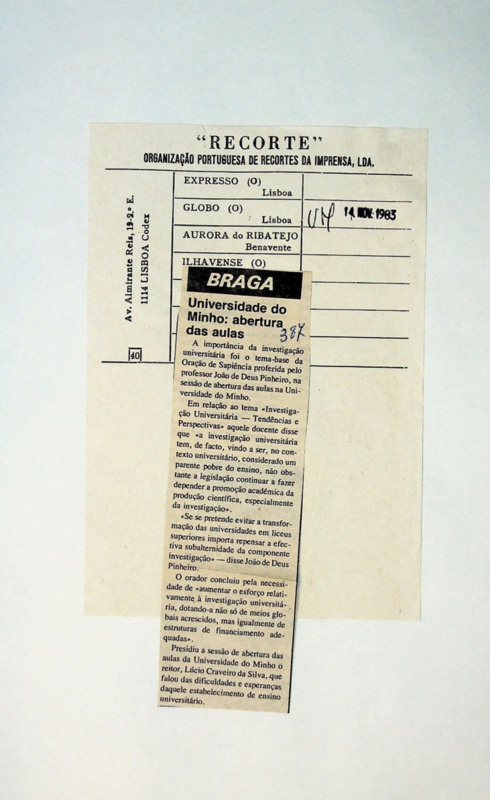 “RECORTE”
ORGANIZAÇÃO PORTUGUESA DE RECORTES DA IMPRENSA, LDA.
Av. Almirante Reis, 19-2.º E.
1114 LISBOA Codex
40
EXPRESSO (O)
Lisboa
GLOBO (O)
Lisboa
AURORA do RIBATEJO
Benavente
ILHAVENSE (O)
14 NOV. 1983
BRAGA
Universidade do
Minho: abertura
das aulas
387
A importância da investigação
universitária foi o tema-base da
Oração de Sapiência proferida pelo
professor João de Deus Pinheiro, na
sessão de abertura das aulas na Uni-
versidade do Minho.
Em relação ao tema «Investiga-
ção Universitária — Tendências e
Perspectivas» aquele docente disse
que «a investigação universitária
tem, de facto, vindo a ser, no con-
texto universitário, considerado um
parente pobre do ensino, não obs-
tante a legislação continuar a fazer
depender a promoção académica da
produção científica, especialmente
da investigação».
«Se se pretende evitar a transfor-
mação das universidades em liceus
superiores importa repensar a efec-
tiva subalternidade da componente
investigação» — disse João de Deus
Pinheiro.
O orador concluiu pela necessi-
dade de «aumentar o esforço relati-
vamente à investigação universitá-
ria, dotando-a não só de meios glo-
bais acrescidos, mas igualmente de
estruturas de financiamento ade-
quadas».
Presidiu a sessão de abertura das
aulas da Universidade do Minho o
reitor, Lúcio Craveiro da Silva, que
falou das dificuldades e esperanças
daquele estabelecimento de ensino
universitário.